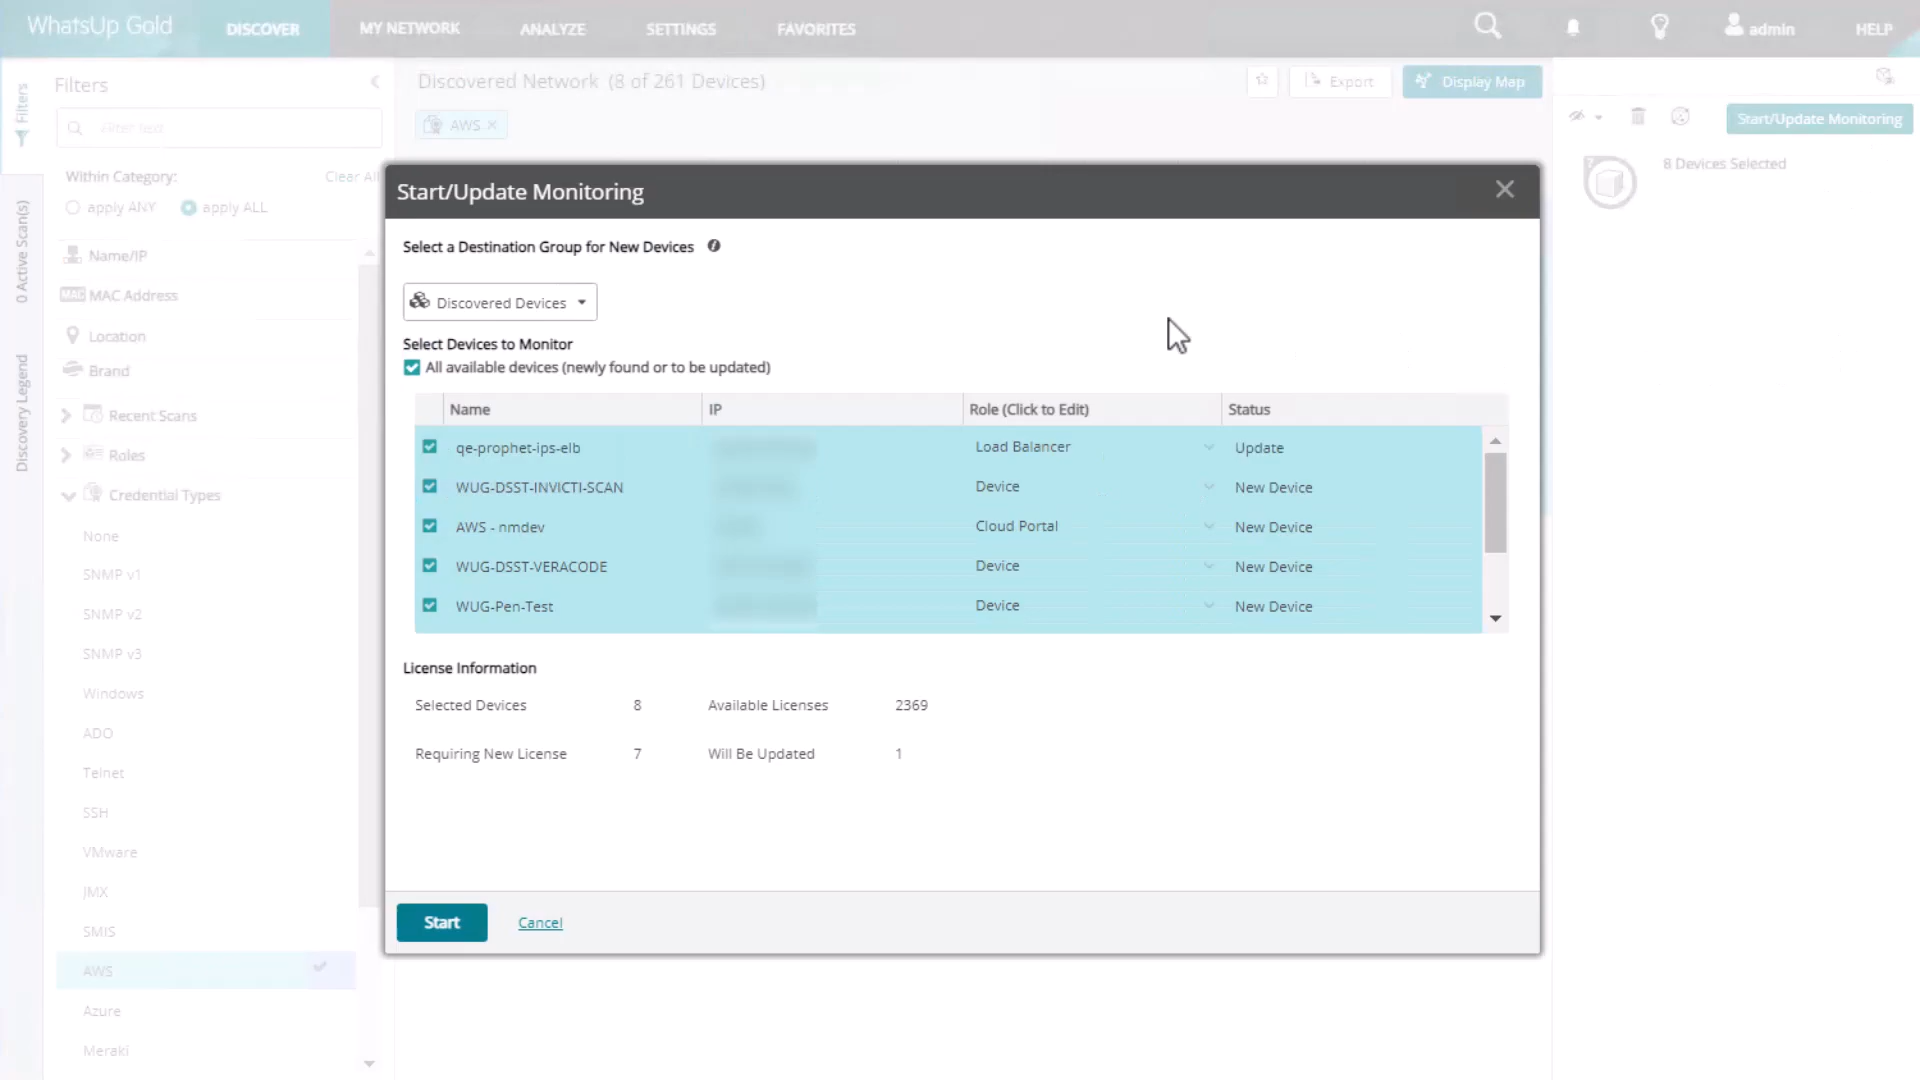 WhatsUp Gold
DISCOVER
MY NETWORK
ANALYZE
SETTINGS
FAVORITES
admin
HELP
Filters
0 Active Scan(s)
Discovery Legend
Filters
Filter text
Within Category:
Clear All
apply ANY
apply ALL
Name/IP
MAC MAC Address
Location
Brand
Recent Scans
Roles
Credential Types
None
SNMP v1
SNMP v2
SNMP v3
Windows
ADO
Telnet
SSH
VMware
JMX
SMIS
AWS
Azure
Meraki
Discovered Network (8 of 261 Devices)
Export
Display Map
AWS
Start/Update Monitoring
8 Devices Selected
Start/Update Monitoring
Select a Destination Group for New Devices
Discovered Devices
Select Devices to Monitor
All available devices (newly found or to be updated)
Name IP Role (Click to Edit) Status
qe-prophet-ips-elb Load Balancer Update
WUG-DSST-INVICTI-SCAN Device New Device
AWS - nmdev Cloud Portal New Device
WUG-DSST-VERACODE Device New Device
WUG-Pen-Test Device New Device
License Information
Selected Devices 8 Available Licenses 2369
Requiring New License 7 Will Be Updated 1
Start
Cancel